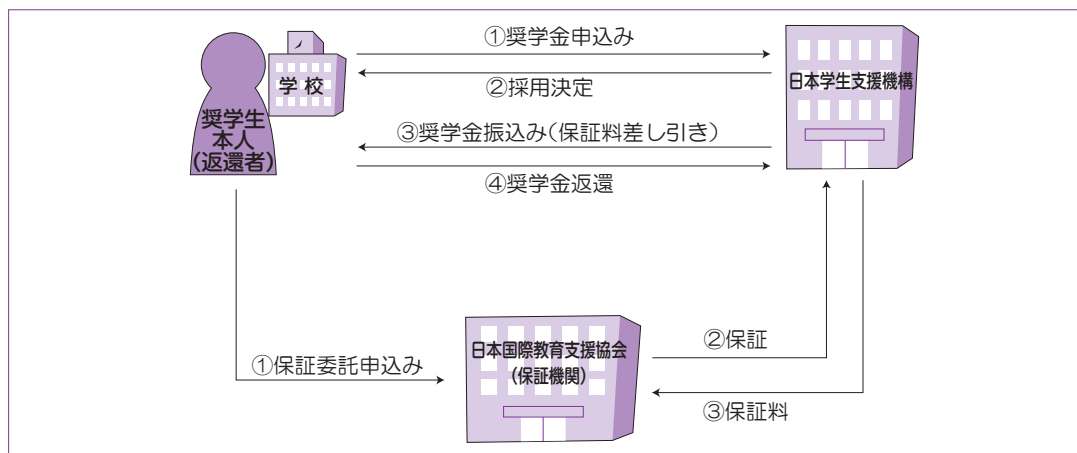 ①奨学金申込み
学校
日本学生支援機構
②採用決定
奨学生
本人
(返還者)
③奨学金振込み(保証料差し引き)
④奨学金返還
日本国際教育支援協会
(保証機関)
①保証委託申込み
②保証
③保証料